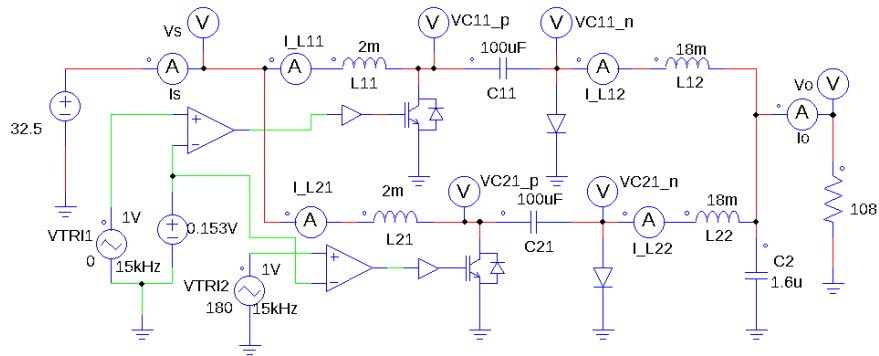 Vs
V
I_L11
2m
VC11_p
V
100uF
VC11_n
V
18m
A
Is
A
L11
C11
A
I_L12
L12
Vo
V
32.5
A
Io
I_L21
2m
VC21_p
V
100uF
VC21_n
V
18m
108
VTRI1
1V
0.153V
A
L21
C21
A
I_L22
L22
0
15kHz
VTRI2
1V
180
15kHz
C2
1.6u